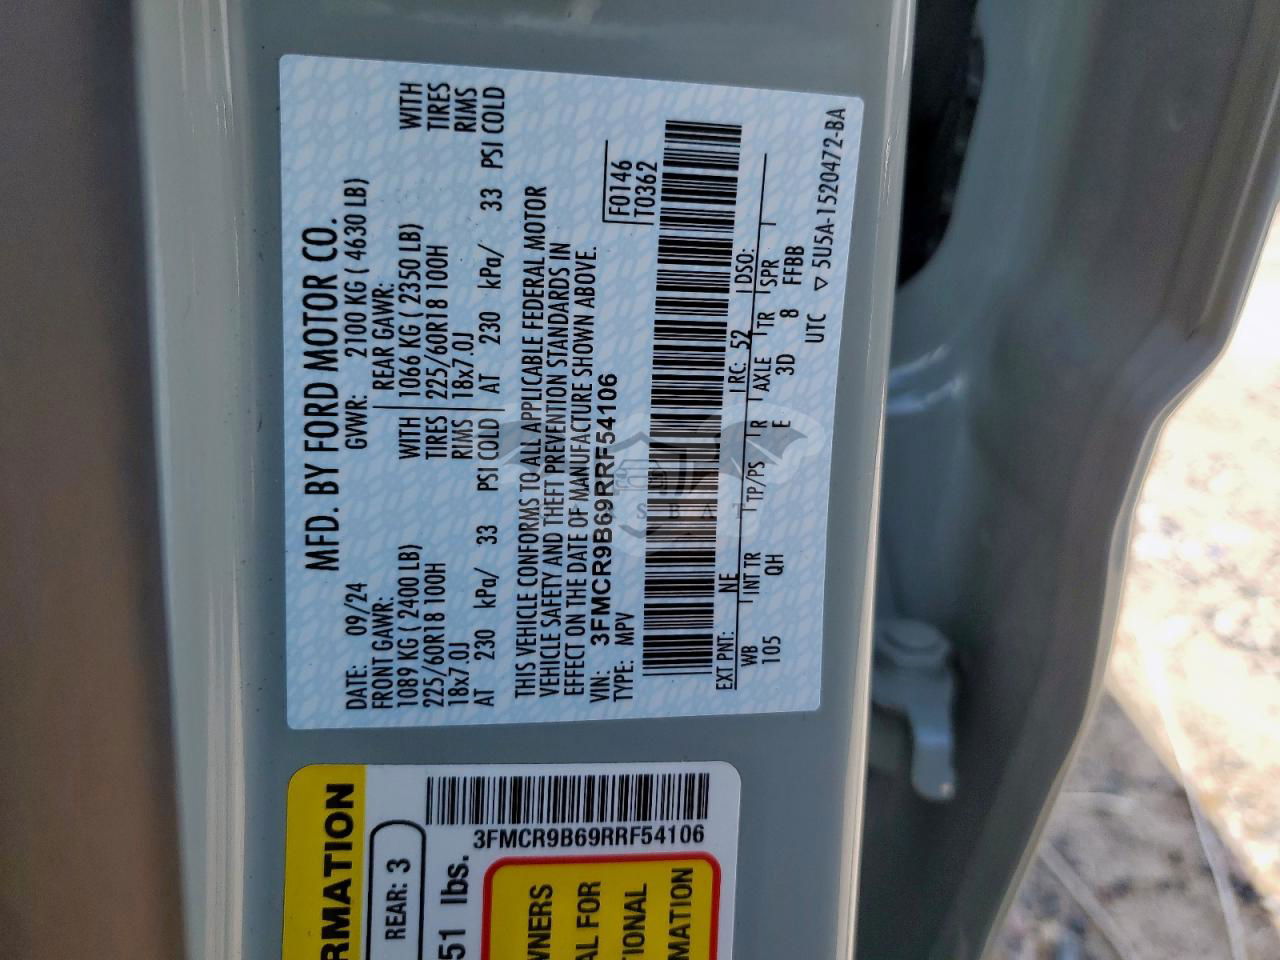 MFD. BY FORD MOTOR CO.
DATE: 09/24 GVWR: 2100 KG ( 4630 LB)
FRONT GAWR: REAR GAWR:
1089 KG ( 2400 LB) WITH 1066 KG ( 2350 LB) WITH
225/60R18 100H TIRES 225/60R18 100H TIRES
18x7.0J RIMS 18x7.0J RIMS
AT 230 kPa/ 33 PSI COLD AT 230 kPa/ 33 PSI COLD
THIS VEHICLE CONFORMS TO ALL APPLICABLE FEDERAL MOTOR
VEHICLE SAFETY AND THEFT PREVENTION STANDARDS IN
EFFECT ON THE DATE OF MANUFACTURE SHOWN ABOVE.
VIN: 3FMCR9B69RRF54106
TYPE: MPV
F0146
T0362
EXT PNT: NE RC: 52 DSO:
WB INT TR TP/PS R AXLE TR SPR
105 QH E 3D 8 FFBB
UTC 5U5A-1520472-BA
SBAT
RMATION
REAR: 3
51 lbs.
3FMCR9B69RRF54106
WNERS
AL FOR
TIONAL
MATION